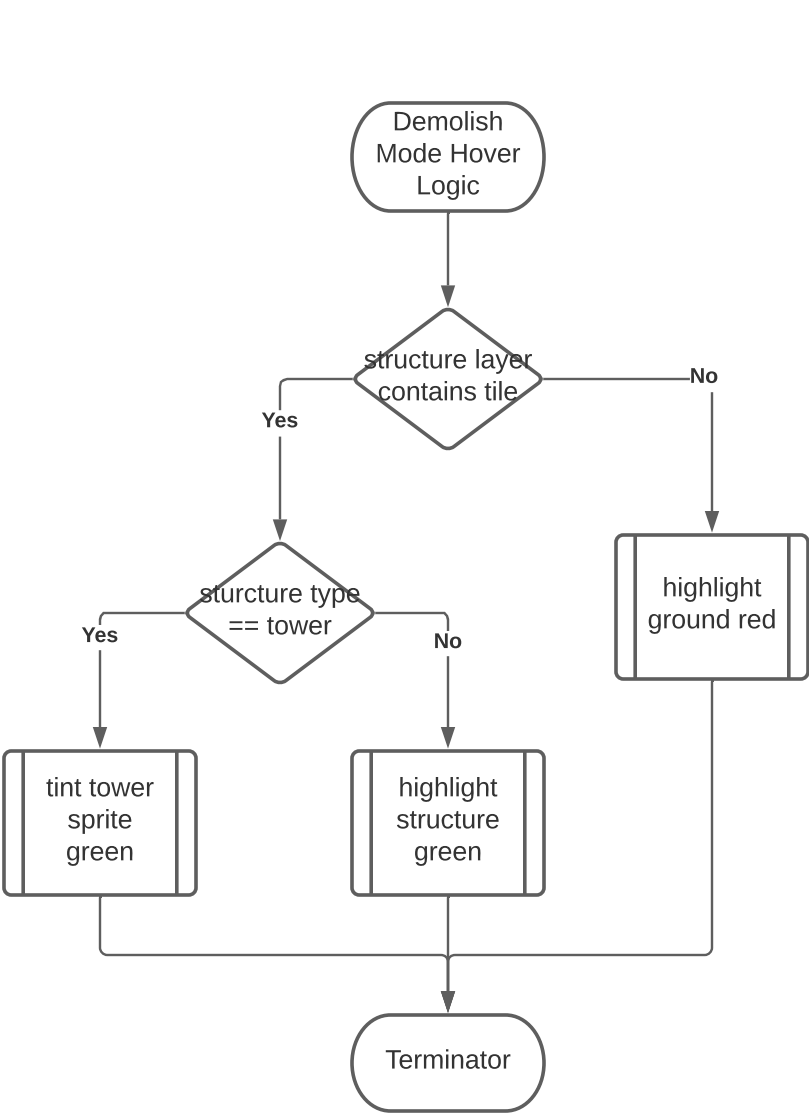 Demolish
Mode Hover
Logic
structure layer
contains tile
No
Yes
sturcture type
== tower
Yes
No
highlight
ground red
tint tower
sprite
green
highlight
structure
green
Terminator